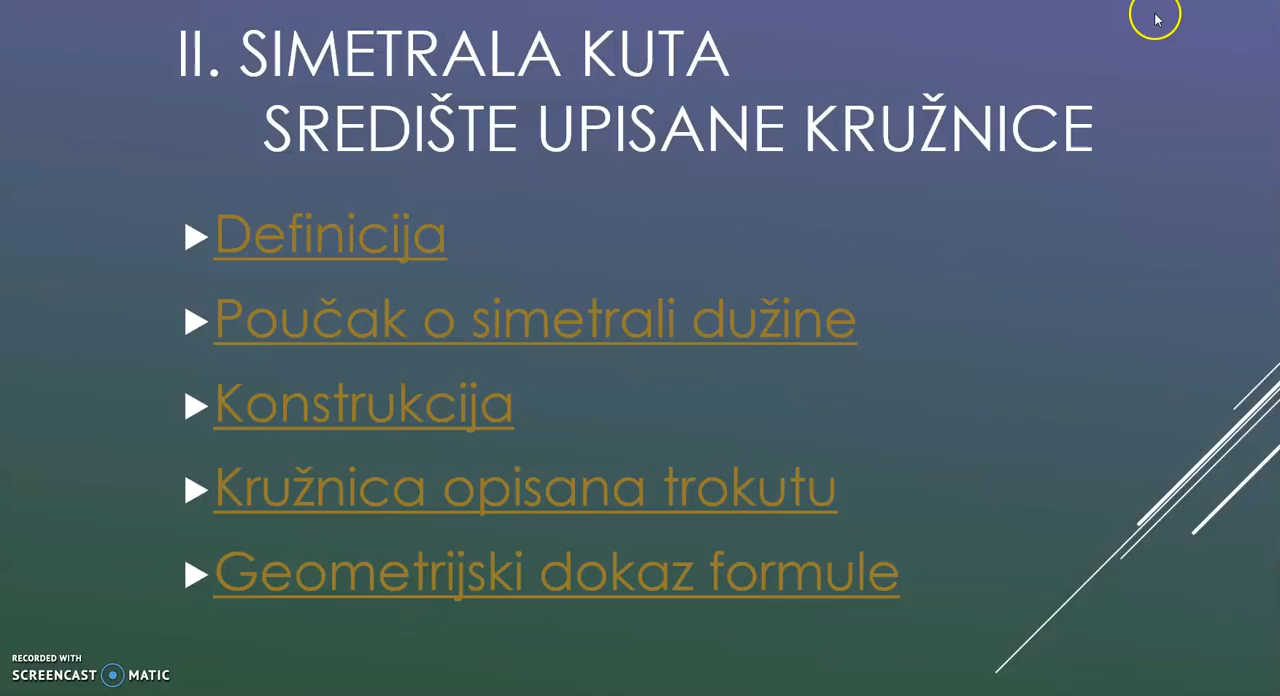 II. SIMETRALA KUTA
SREDIŠTE UPISANE KRUŽNICE
Definicija
Poučak o simetrali dužine
Konstrukcija
Kružnica opisana trokutu
Geometrijski dokaz formule
RECORDED WITH
SCREENCAST MATIC